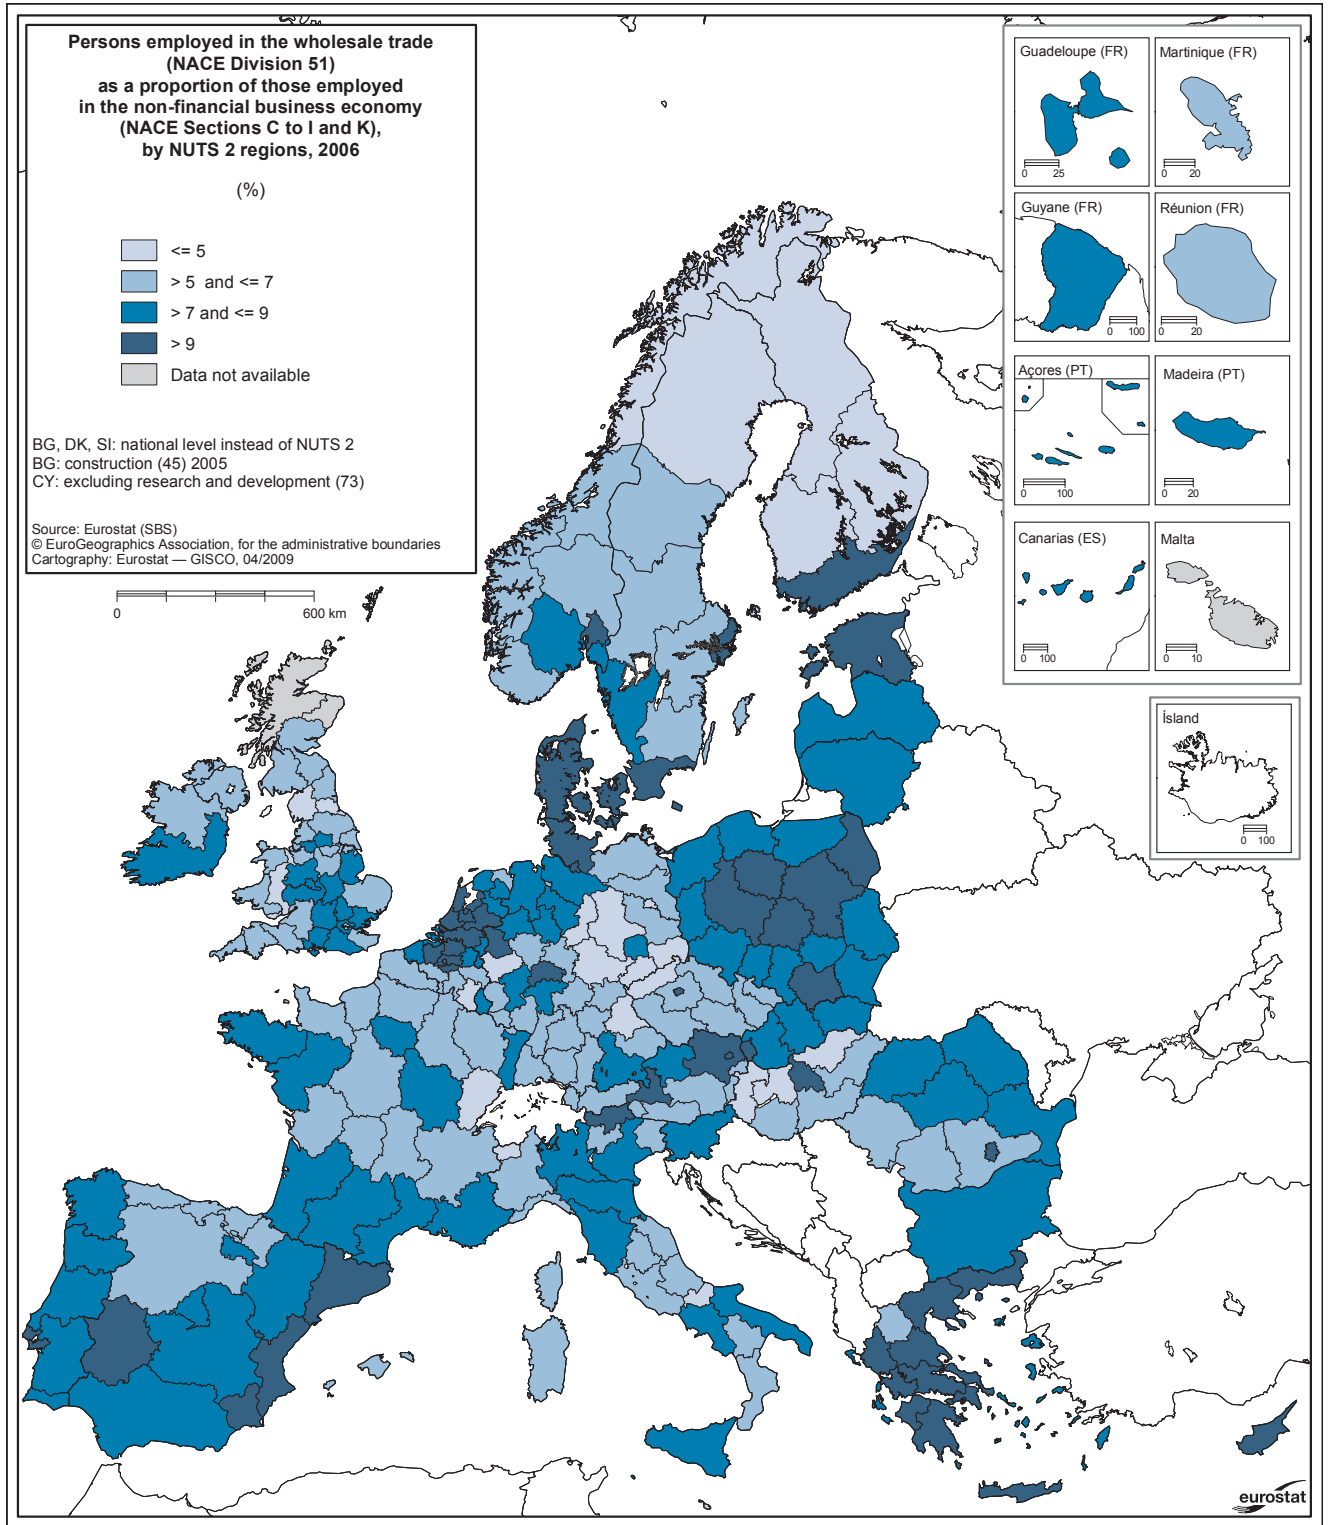 Persons employed in the wholesale trade
(NACE Division 51)
as a proportion of those employed
in the non-financial business economy
(NACE Sections C to I and K),
by NUTS 2 regions, 2006
(%)
<= 5
> 5 and <= 7
> 7 and <= 9
> 9
Data not available
BG, DK, SI: national level instead of NUTS 2
BG: construction (45) 2005
CY: excluding research and development (73)
Source: Eurostat (SBS)
© EuroGeographics Association, for the administrative boundaries
Cartography: Eurostat — GISCO, 04/2009
0 600 km
Guadeloupe (FR)
0 25
Martinique (FR)
0 20
Guyane (FR)
0 100
Réunion (FR)
0 20
Açores (PT)
0 100
Madeira (PT)
0 20
Canarias (ES)
0 100
Malta
0 10
Ísland
0 100
eurostat